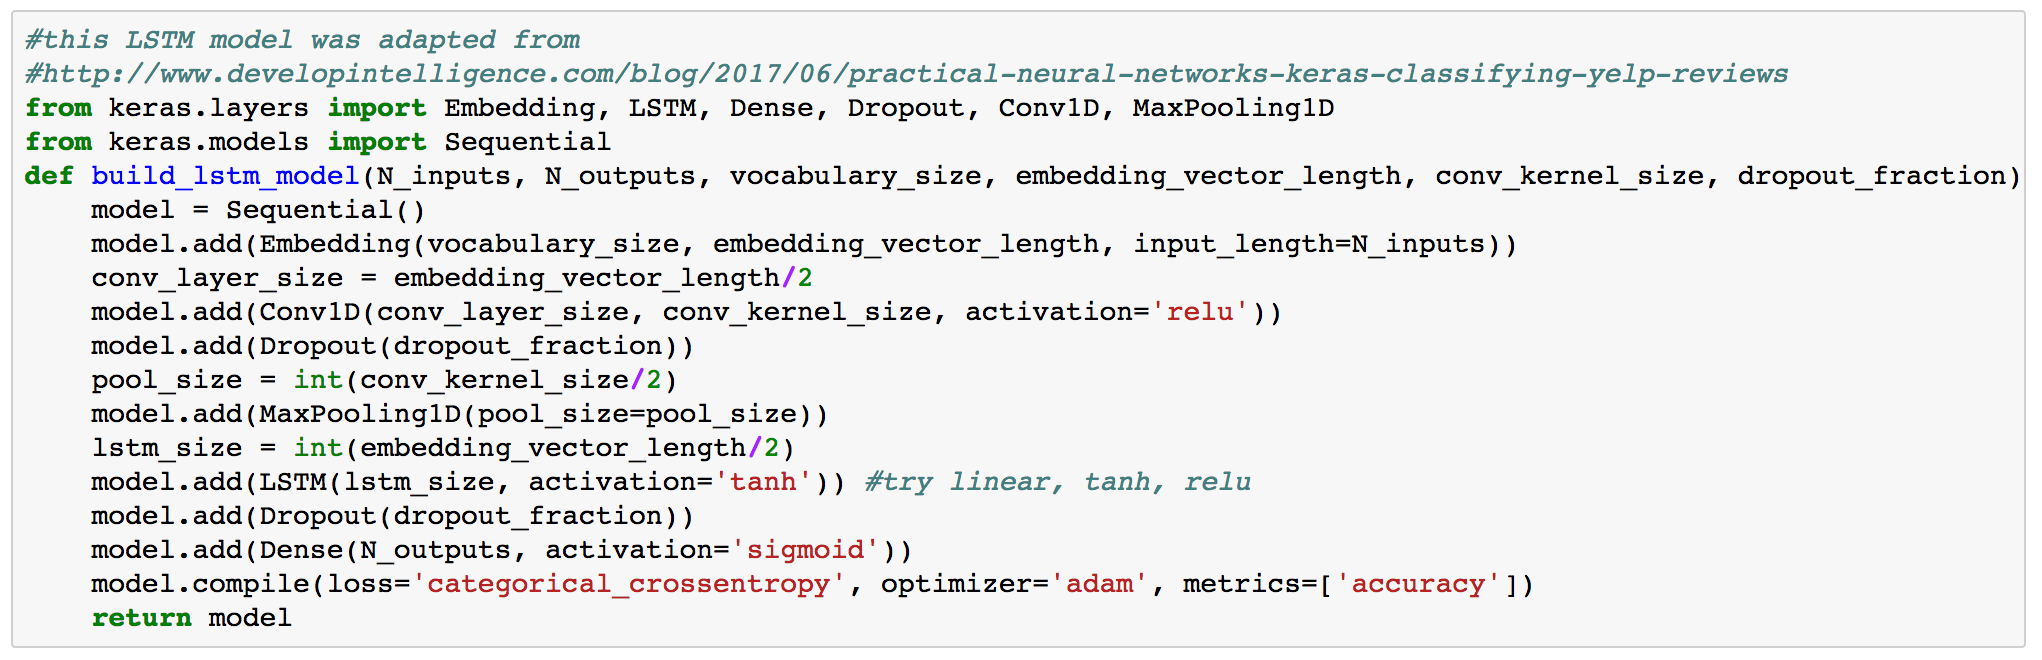 #this LSTM model was adapted from
#http://www.developintelligence.com/blog/2017/06/practical-neural-networks-keras-classifying-yelp-reviews
from keras.layers import Embedding, LSTM, Dense, Dropout, Conv1D, MaxPooling1D
from keras.models import Sequential
def build_lstm_model(N_inputs, N_outputs, vocabulary_size, embedding_vector_length, conv_kernel_size, dropout_fraction)
    model = Sequential()
    model.add(Embedding(vocabulary_size, embedding_vector_length, input_length=N_inputs))
    conv_layer_size = embedding_vector_length/2
    model.add(Conv1D(conv_layer_size, conv_kernel_size, activation='relu'))
    model.add(Dropout(dropout_fraction))
    pool_size = int(conv_kernel_size/2)
    model.add(MaxPooling1D(pool_size=pool_size))
    lstm_size = int(embedding_vector_length/2)
    model.add(LSTM(lstm_size, activation='tanh')) #try linear, tanh, relu
    model.add(Dropout(dropout_fraction))
    model.add(Dense(N_outputs, activation='sigmoid'))
    model.compile(loss='categorical_crossentropy', optimizer='adam', metrics=['accuracy'])
    return model